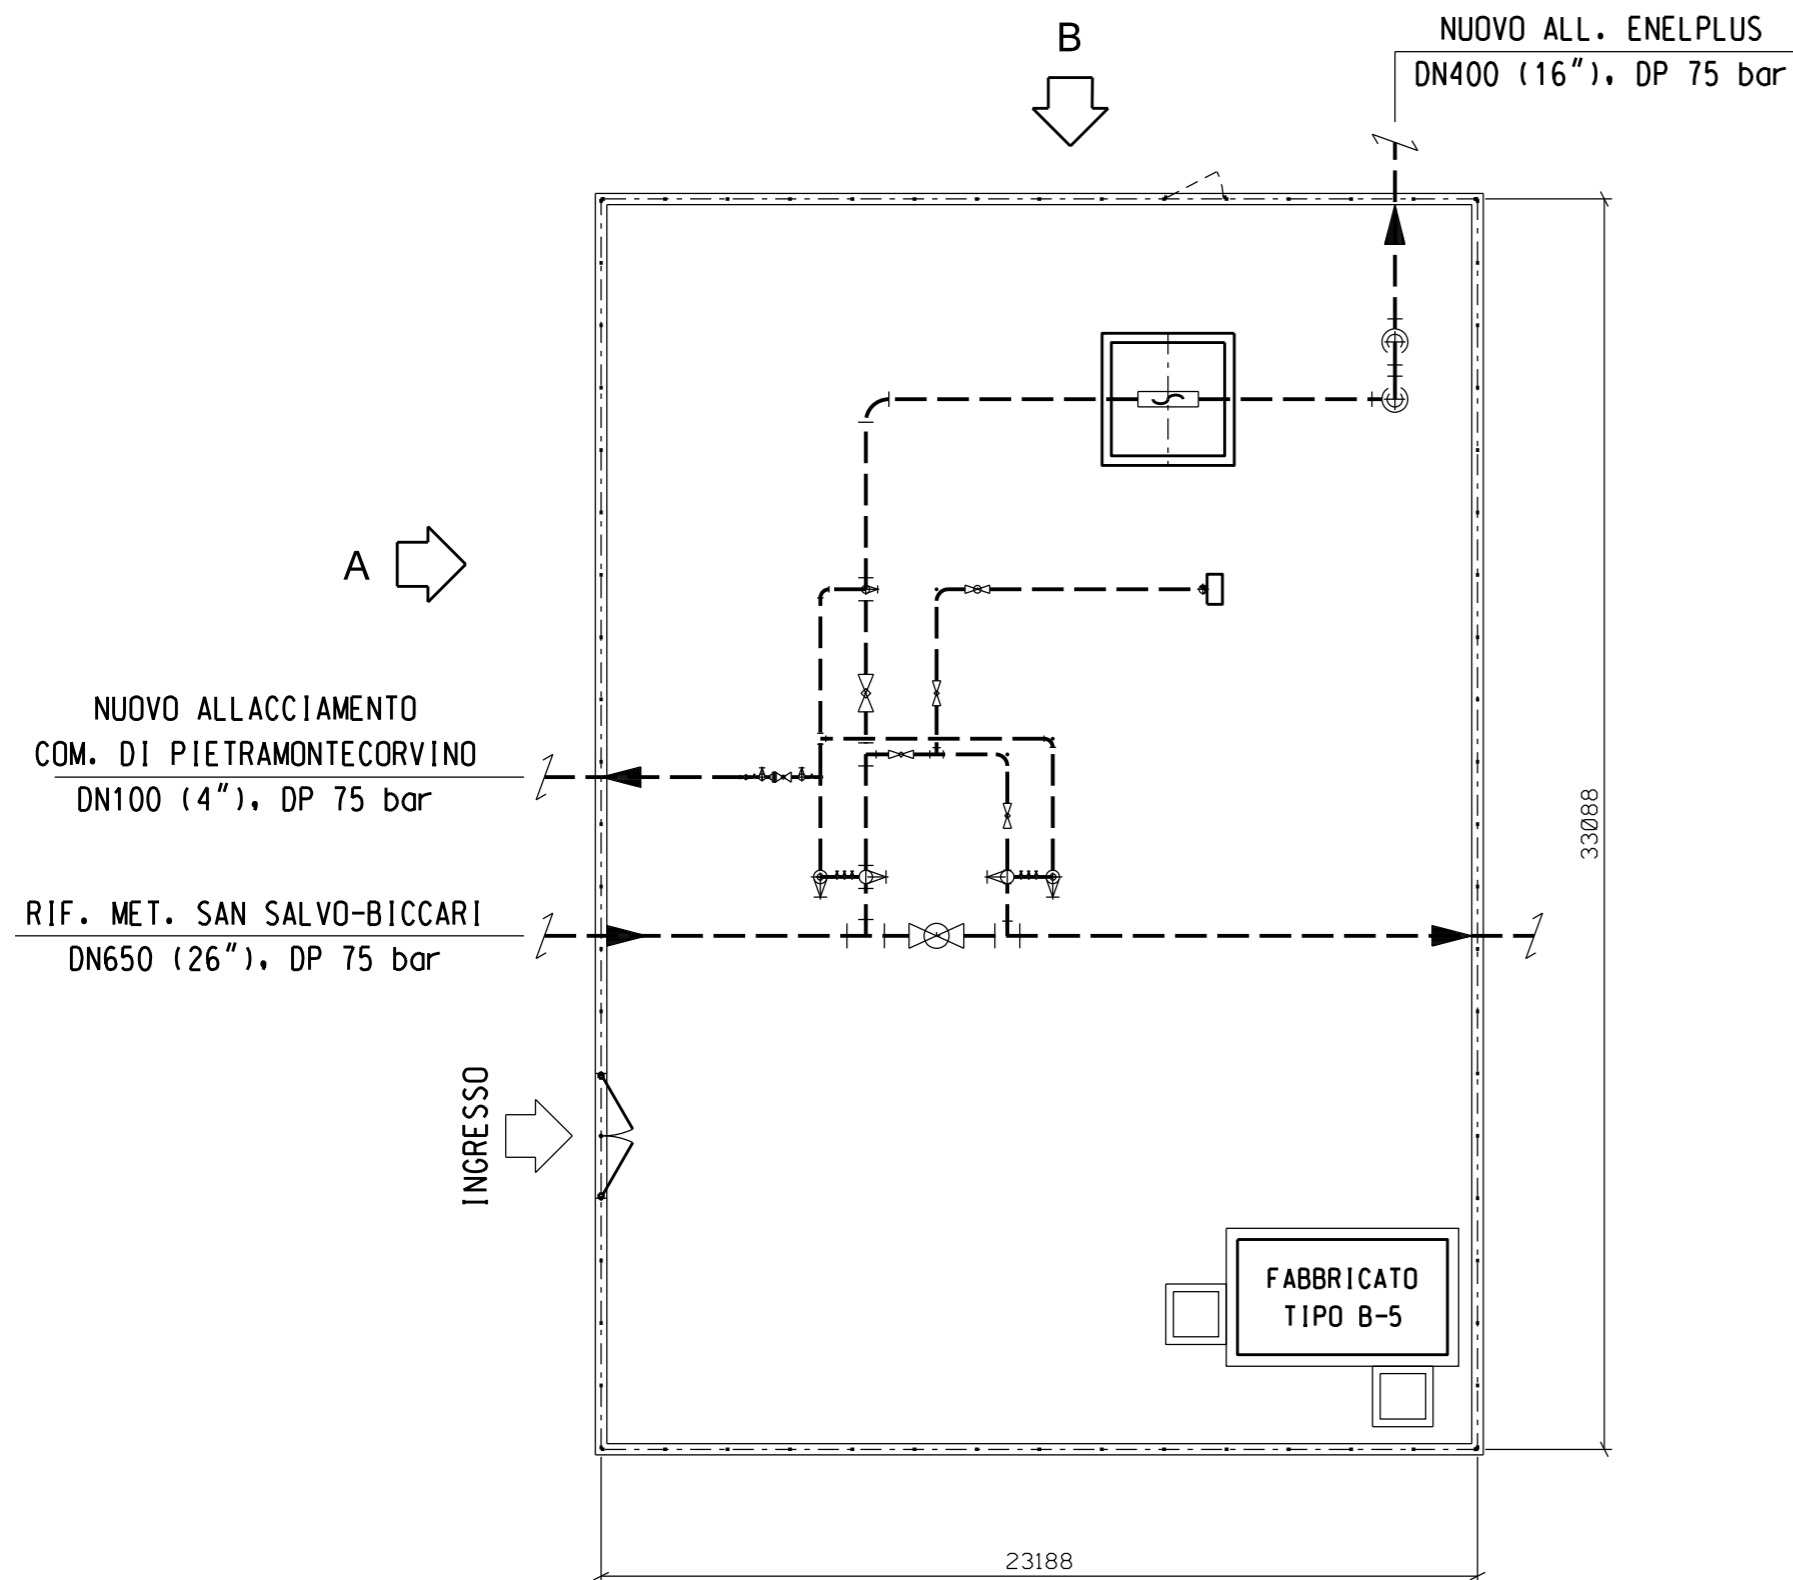 B
NUOVO ALL. ENELPLUS
DN400 (16"), DP 75 bar
A
NUOVO ALLACCIAMENTO
COM. DI PIETRAMONTECORVINO
DN100 (4"), DP 75 bar
33088
RIF. MET. SAN SALVO-BICCARI
DN650 (26"), DP 75 bar
INGRESSO
FABBRICATO
TIPO B-5
23188